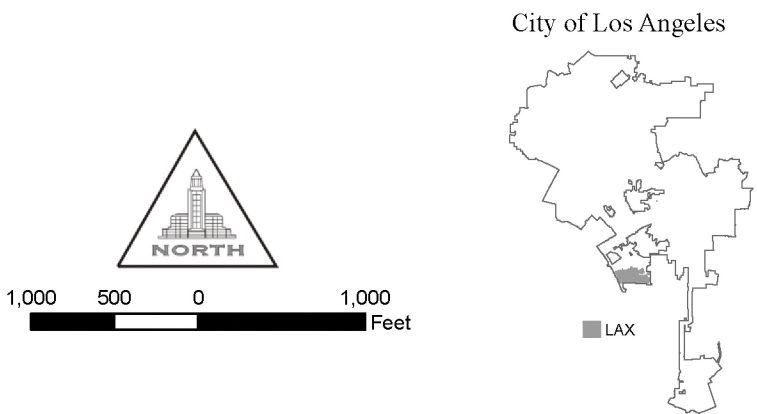 City of Los Angeles
NORTH
1,000 500 0 1,000
Feet
LAX